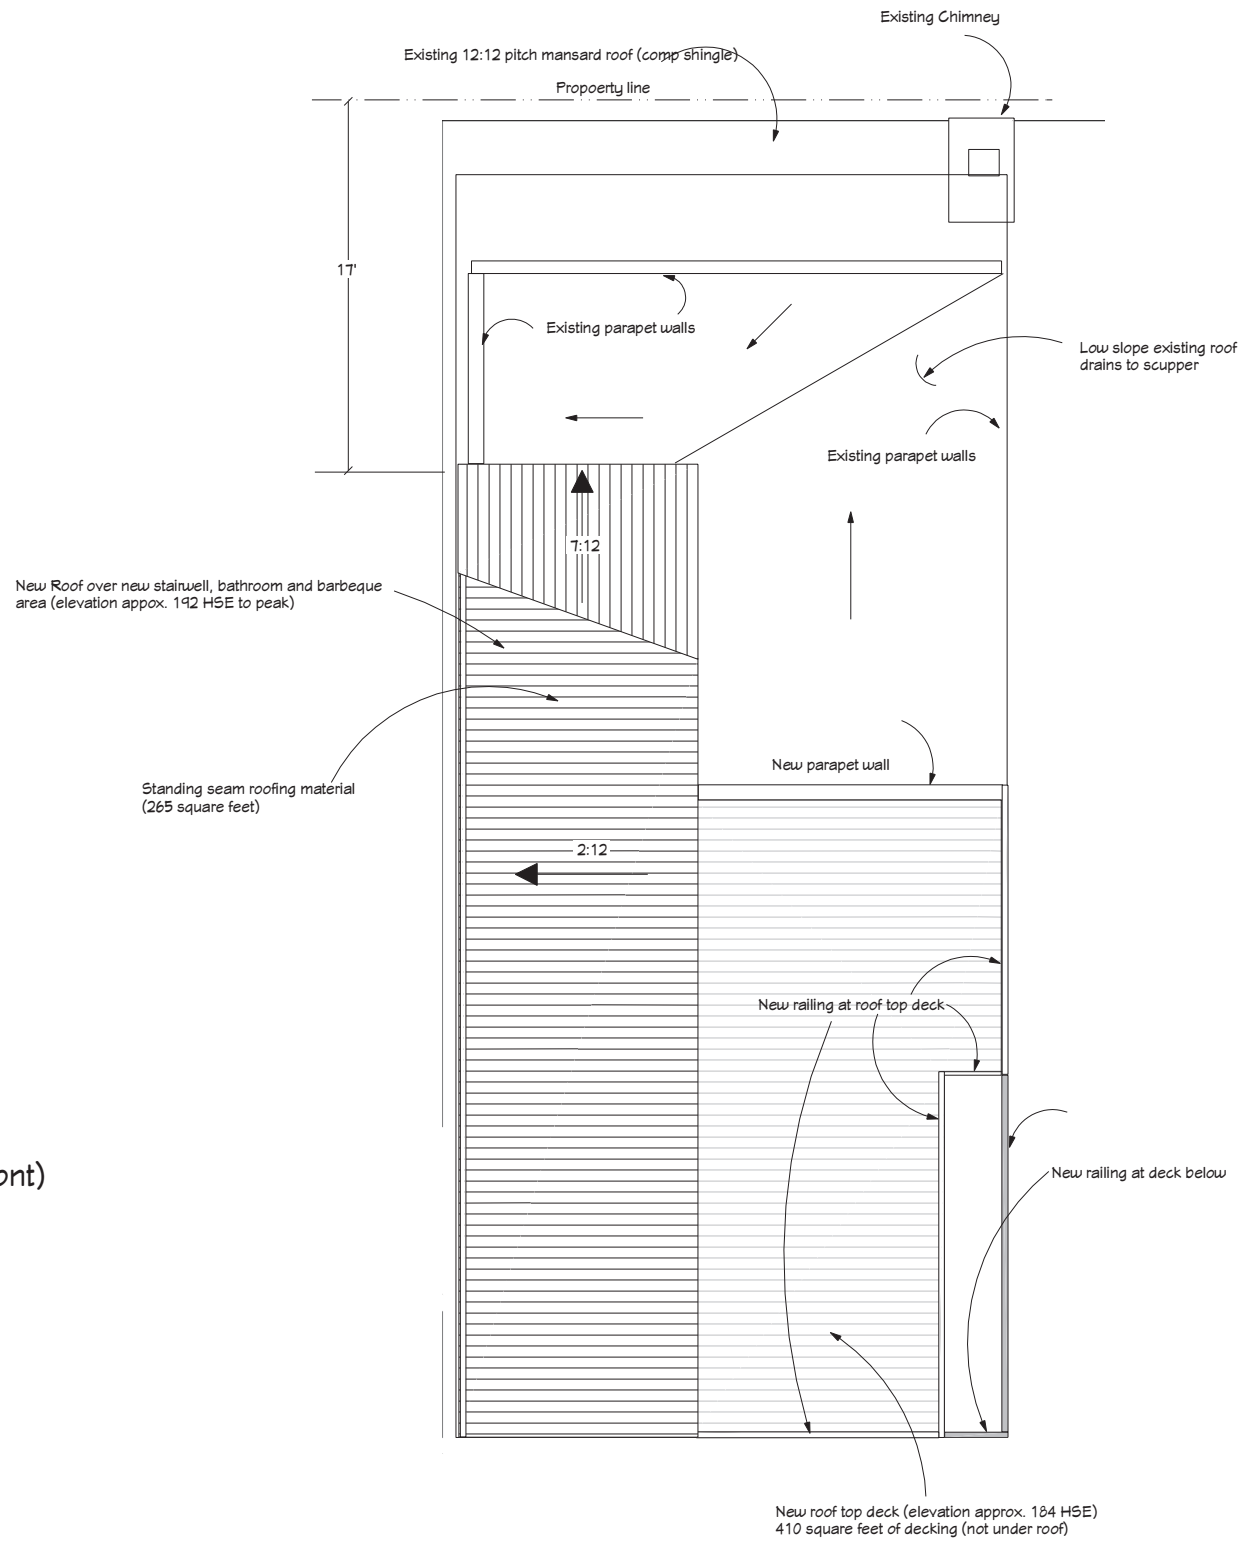 Existing Chimney
Existing 12:12 pitch mansard roof (comp shingle)
Propoerty line
17'
Existing parapet walls
Low slope existing roof
drains to scupper
Existing parapet walls
7:12
New Roof over new stairwell, bathroom and barbeque
area (elevation appox. 192 HSE to peak)
New parapet wall
Standing seam roofing material
(265 square feet)
2:12
New railing at roof top deck
ont)
New railing at deck below
New roof top deck (elevation approx. 184 HSE)
410 square feet of decking (not under roof)